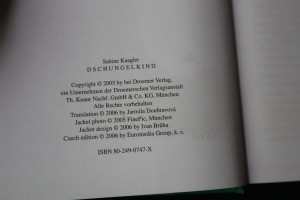 Sabine Kuegler
DSCHUNGELKIND
Copyright © 2005 by bei Droemer Verlag,
ein Unternehmen der Droemerschen Verlagsanstalt
Th. Knaur Nachf. GmbH & Co. KG, München
Alle Rechte vorbehalten
Translation © 2006 by Jarmila Doubravová
Jacket photo © 2005 FinePic, München
Jacket design © 2006 by Ivan Brůha
Czech edition © 2006 by Euromedia Group, k. s.
ISBN 80-249-0747-X